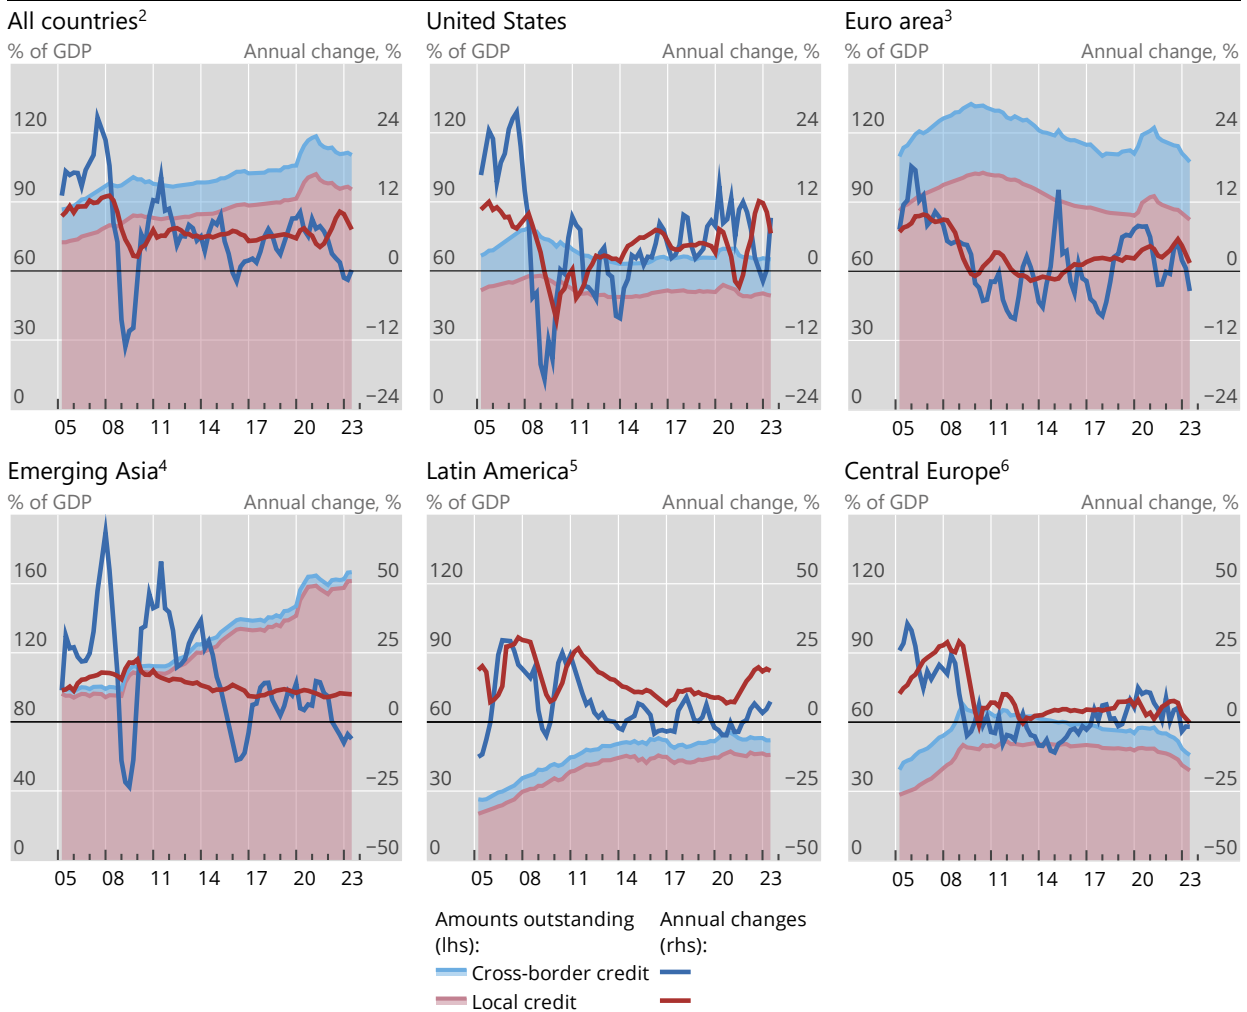 All countries2
% of GDP Annual change, %
120 24
90 12
60 0
30 −12
0 −24
05 08 11 14 17 20 23
United States
% of GDP Annual change, %
120 24
90 12
60 0
30 −12
0 −24
05 08 11 14 17 20 23
Euro area3
% of GDP Annual change, %
120 24
90 12
60 0
30 −12
0 −24
05 08 11 14 17 20 23
Emerging Asia4
% of GDP Annual change, %
160 50
120 25
80 0
40 −25
0 −50
05 08 11 14 17 20 23
Latin America5
% of GDP Annual change, %
120 50
90 25
60 0
30 −25
0 −50
05 08 11 14 17 20 23
Central Europe6
% of GDP Annual change, %
120 50
90 25
60 0
30 −25
0 −50
05 08 11 14 17 20 23
Amounts outstanding Annual changes
(lhs): (rhs):
Cross-border credit
Local credit